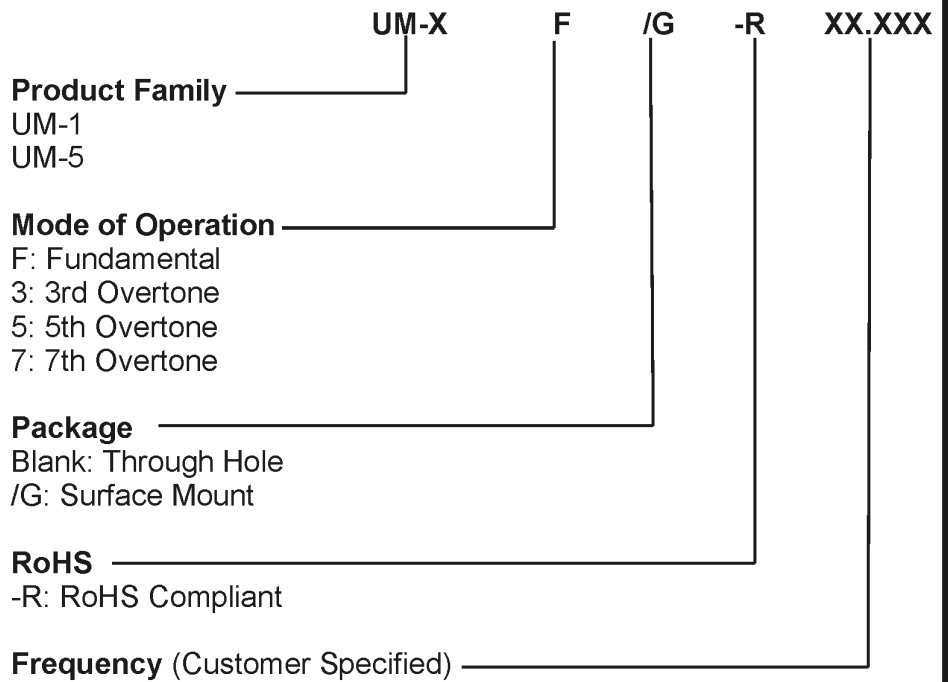 UM-X F /G -R XX.XXX
Product Family
UM-1
UM-5
Mode of Operation
F: Fundamental
3: 3rd Overtone
5: 5th Overtone
7: 7th Overtone
Package
Blank: Through Hole
/G: Surface Mount
RoHS
-R: RoHS Compliant
Frequency (Customer Specified)